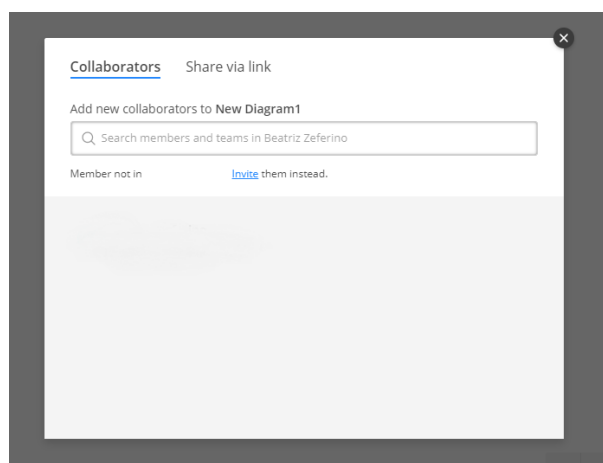 Collaborators Share via link
Add new collaborators to New Diagram1
Search members and teams in Beatriz Zeferino
Member not in Invite them instead.